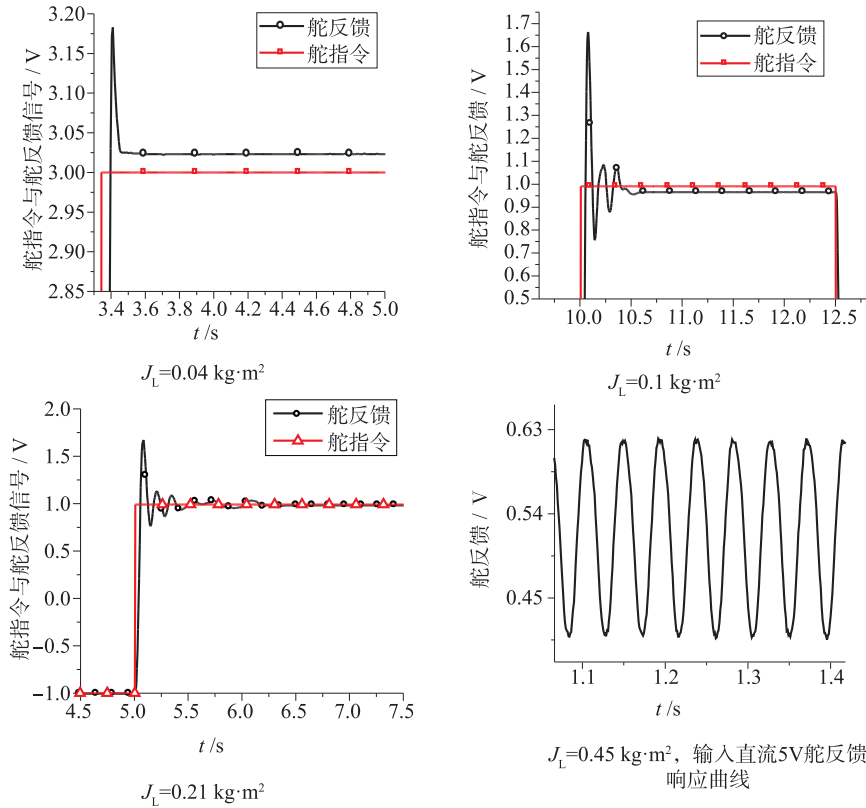 舵指令与舵反馈信号 / V
3.20
3.15
3.10
3.05
3.00
2.95
2.90
2.85
舵反馈
舵指令
3.4 3.6 3.8 4.0 4.2 4.4 4.6 4.8 5.0
t /s
J_L=0.04 kg·m²
舵指令与舵反馈 / V
1.7
1.6
1.5
1.4
1.3
1.2
1.1
1.0
0.9
0.8
0.7
0.6
0.5
舵反馈
舵指令
10.0 10.5 11.0 11.5 12.0 12.5
t /s
J_L=0.1 kg·m²
舵指令与舵反馈信号 / V
2.0
1.5
1.0
0.5
0.0
−0.5
−1.0
舵反馈
舵指令
4.5 5.0 5.5 6.0 6.5 7.0 7.5
t /s
J_L=0.21 kg·m²
舵反馈 / V
0.63
0.54
0.45
1.1 1.2 1.3 1.4
t /s
J_L=0.45 kg·m²，输入直流5V舵反馈
响应曲线